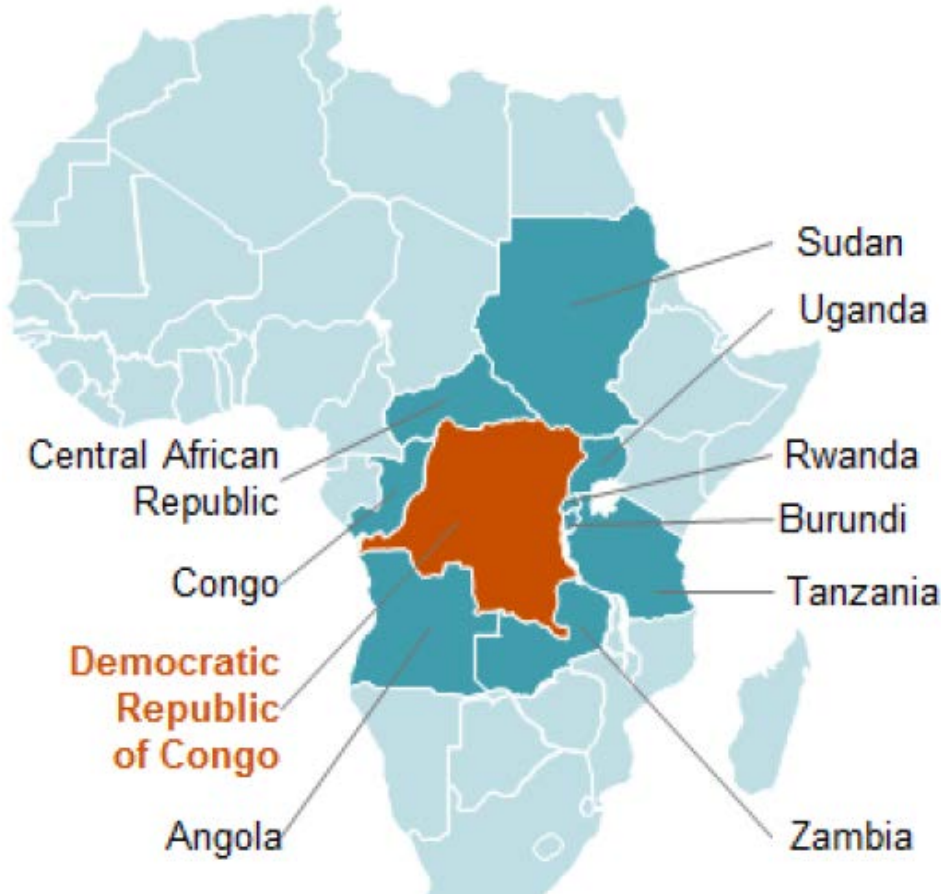 Sudan
Uganda
Central African
Republic
Rwanda
Burundi
Congo
Tanzania
Democratic
Republic
of Congo
Angola
Zambia